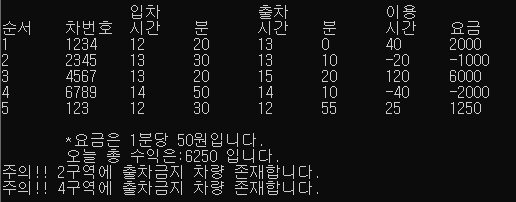 입차 출차 이용
순서 차번호 시간 분 시간 분 시간 요금
1 1234 12 20 13 0 40 2000
2 2345 13 30 13 10 -20 -1000
3 4567 13 20 15 20 120 6000
4 6789 14 50 14 10 -40 -2000
5 123 12 30 12 55 25 1250
*요금은 1분당 50원입니다.
오늘 총 수익은:6250 입니다.
주의!! 2구역에 출차금지 차량 존재합니다.
주의!! 4구역에 출차금지 차량 존재합니다.